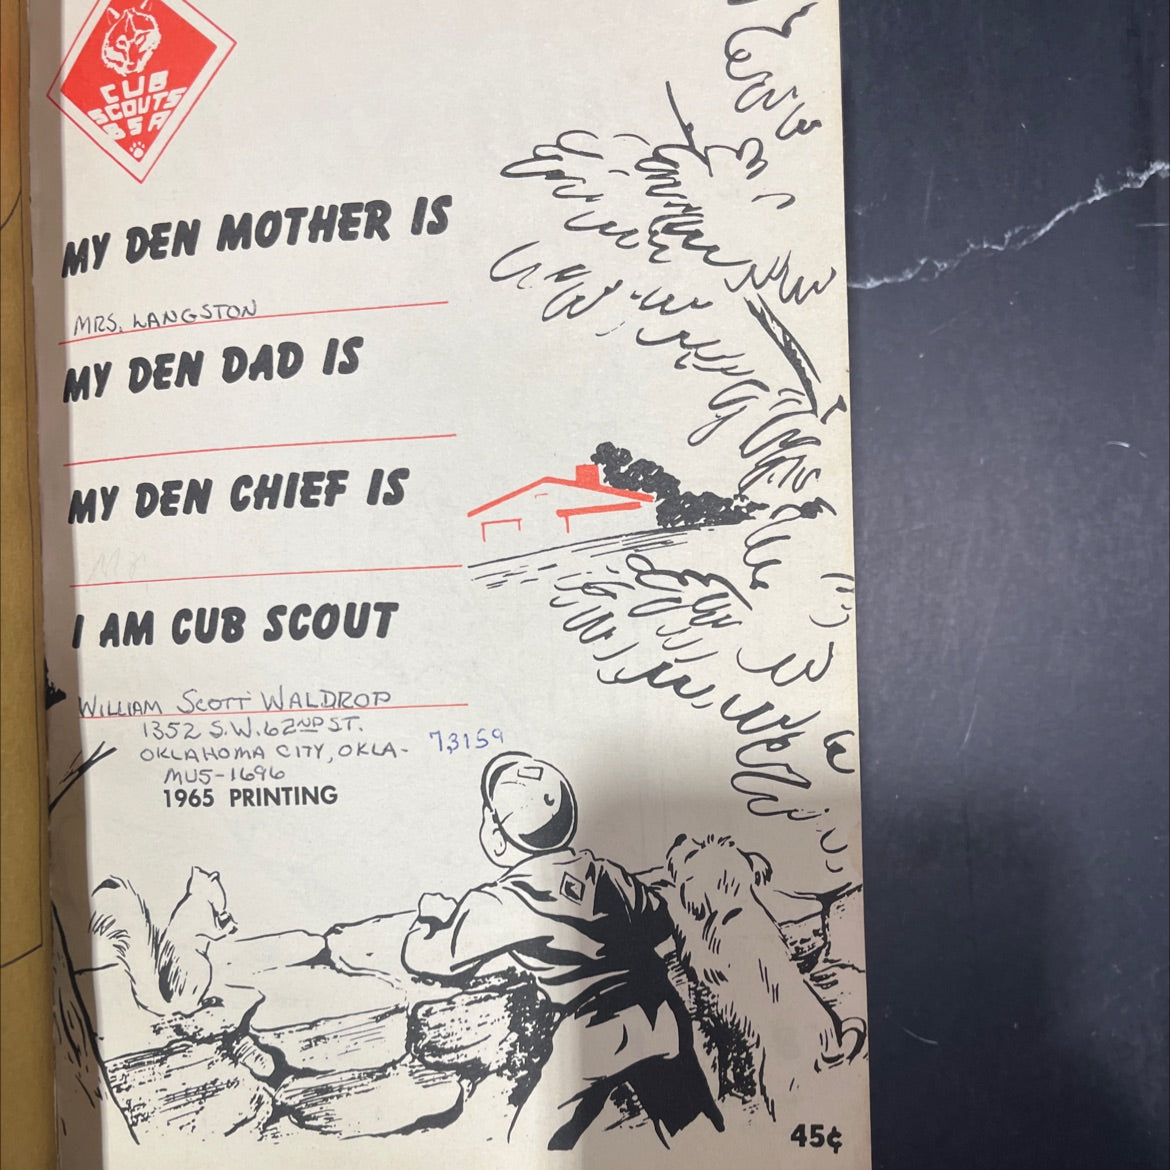 CUB
SCOUTS
BSA
MY DEN MOTHER IS
MRS. LANGSTON
MY DEN DAD IS
MY DEN CHIEF IS
Mr
I AM CUB SCOUT
WILLIAM SCOTT WALDROP
1352 S.W. 62ND ST.
OKLAHOMA CITY, OKLA- 73159
MU5-1696
1965 PRINTING
45¢